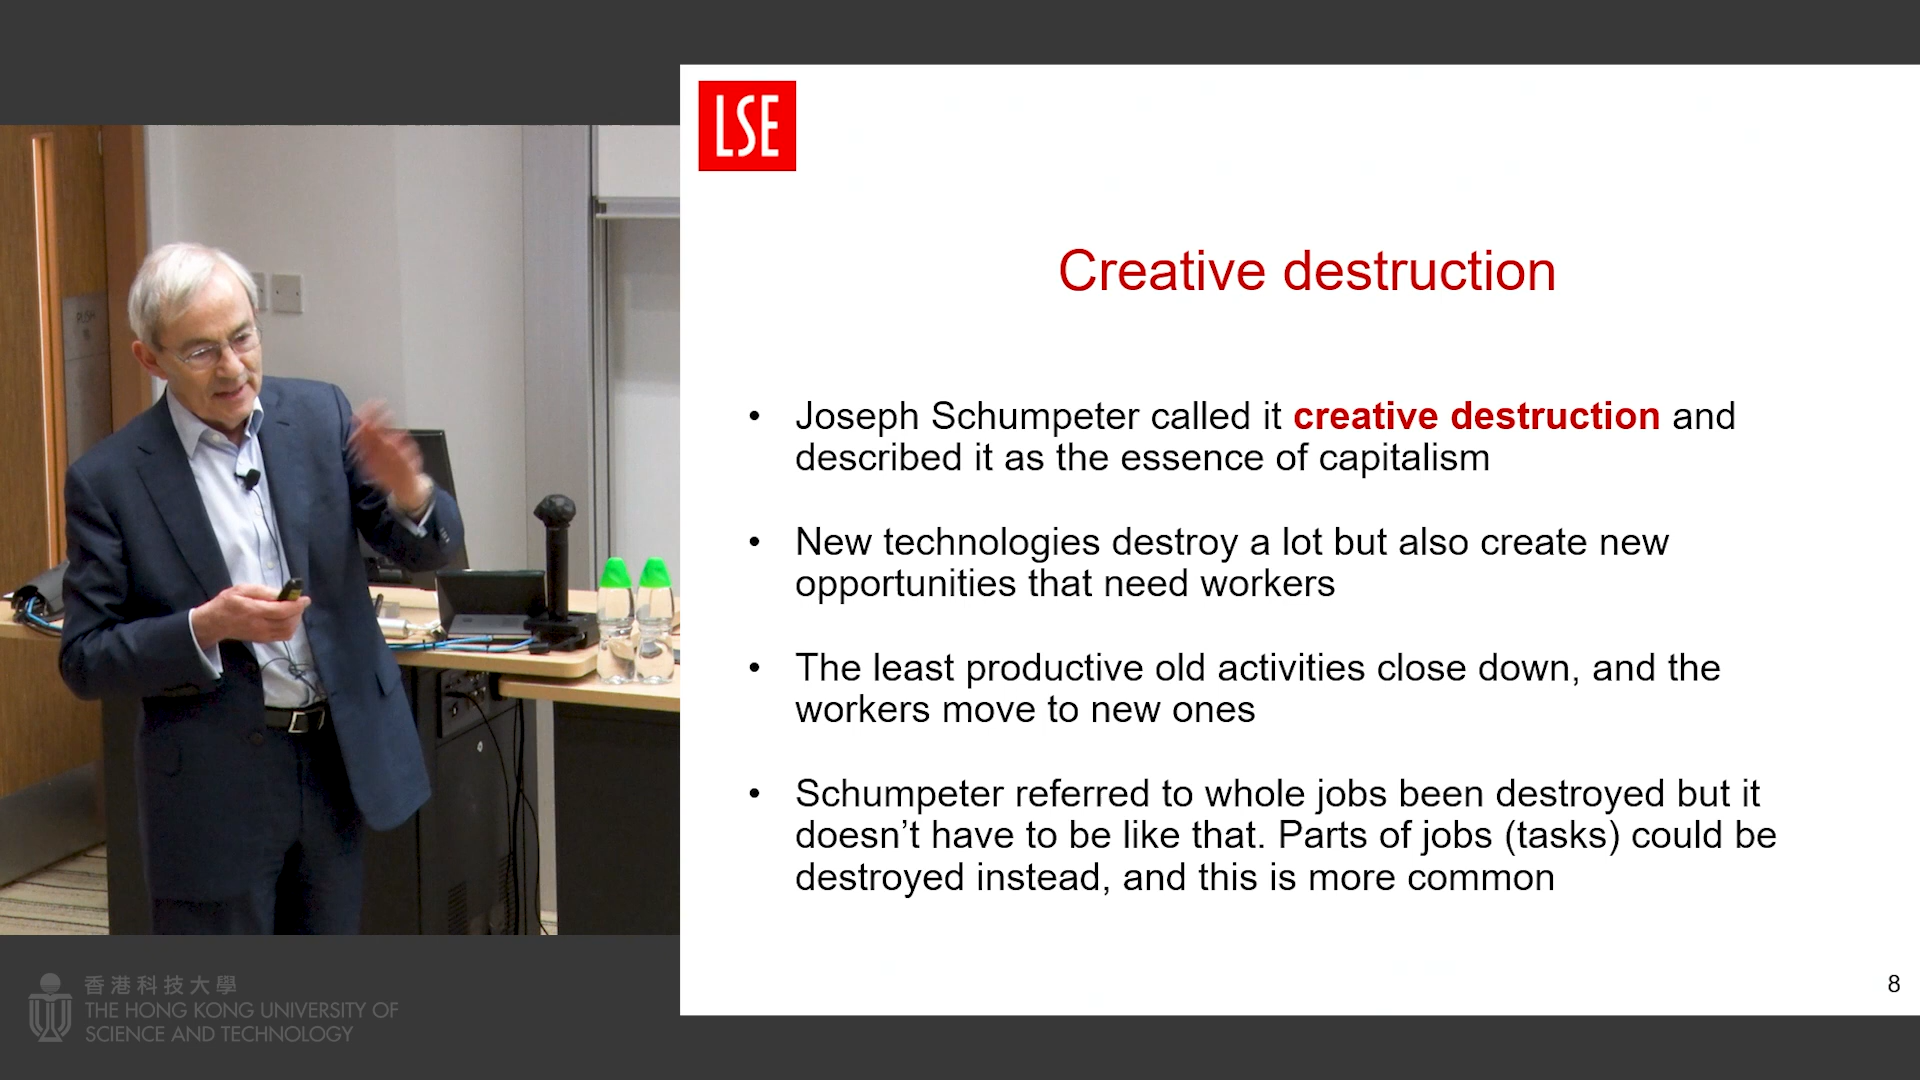 LSE
Creative destruction
• Joseph Schumpeter called it creative destruction and
described it as the essence of capitalism
• New technologies destroy a lot but also create new
opportunities that need workers
• The least productive old activities close down, and the
workers move to new ones
• Schumpeter referred to whole jobs been destroyed but it
doesn’t have to be like that. Parts of jobs (tasks) could be
destroyed instead, and this is more common
8
PUSH
香港科技大學
THE HONG KONG UNIVERSITY OF
SCIENCE AND TECHNOLOGY